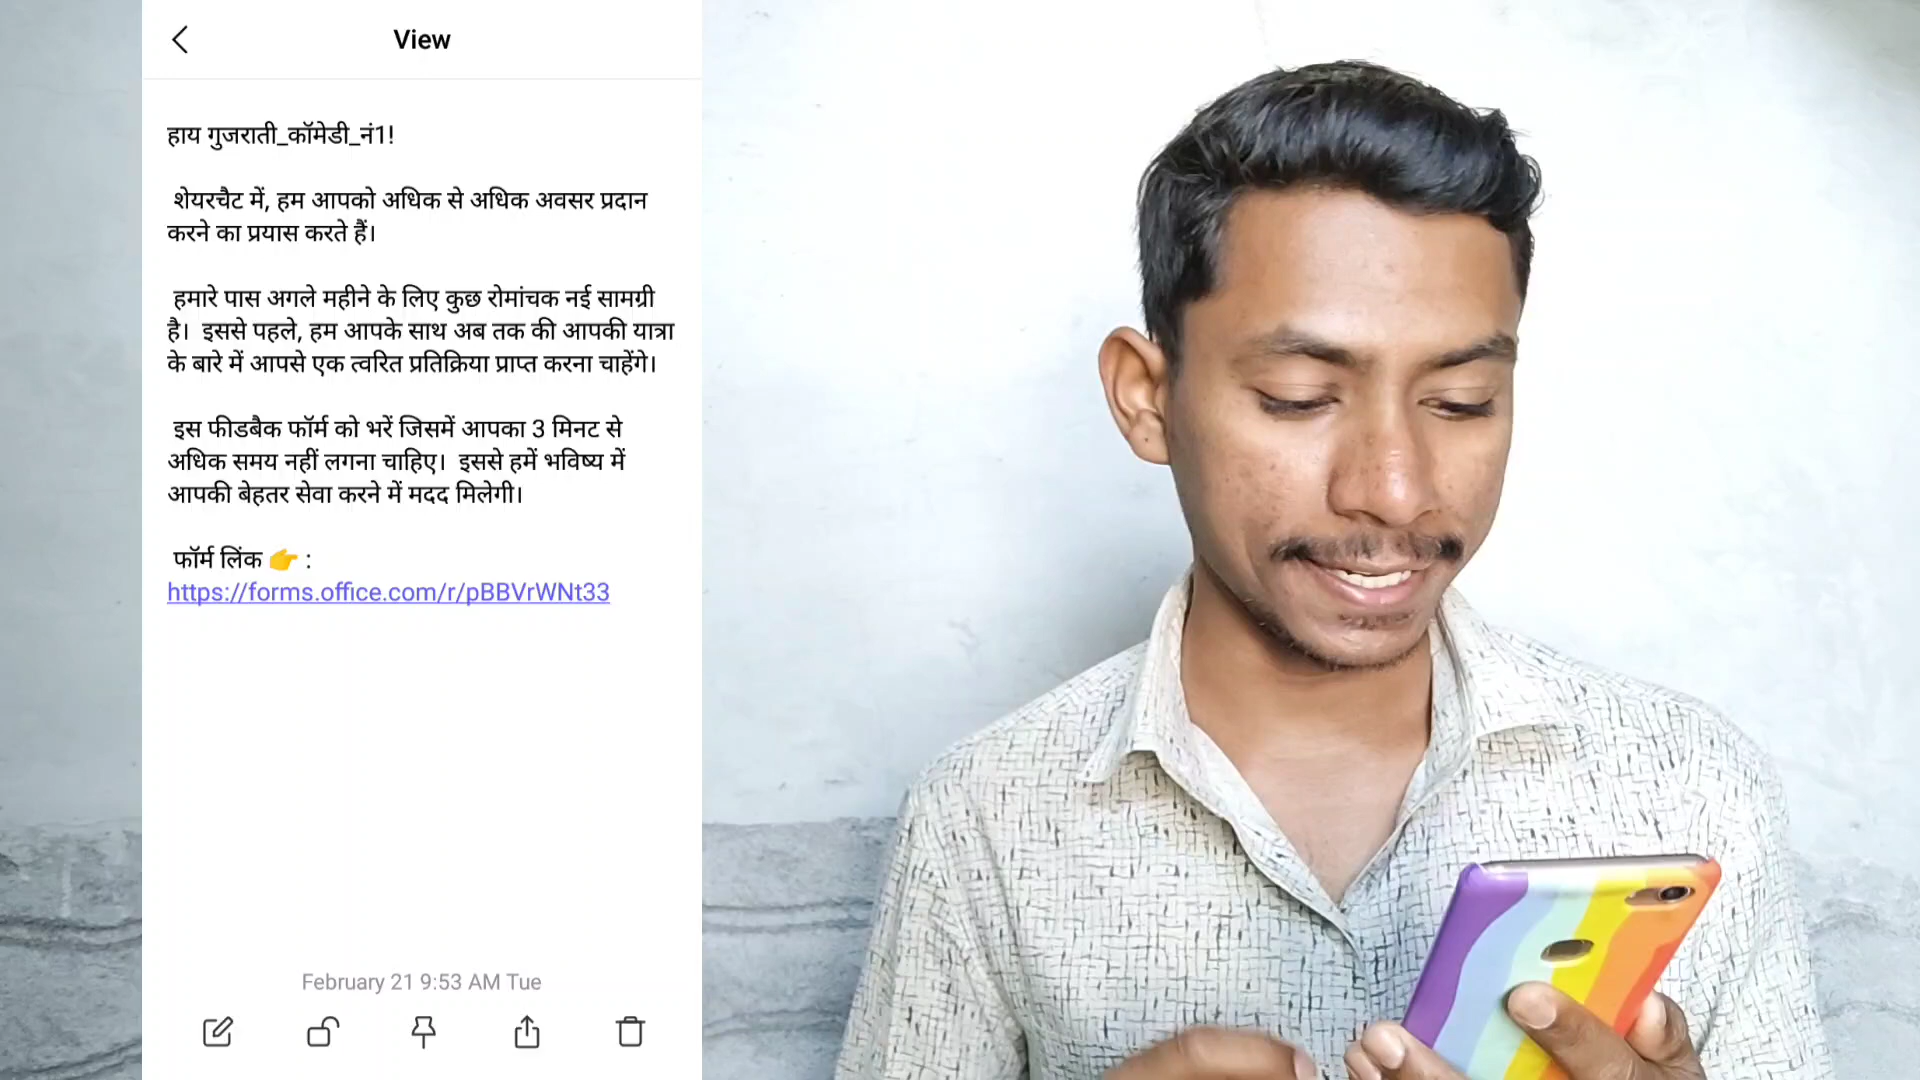 View
हाय गुजराती_कॉमेडी_नं1!
शेयरचैट में, हम आपको अधिक से अधिक अवसर प्रदान
करने का प्रयास करते हैं।
हमारे पास अगले महीने के लिए कुछ रोमांचक नई सामग्री
है।  इससे पहले, हम आपके साथ अब तक की आपकी यात्रा
के बारे में आपसे एक त्वरित प्रतिक्रिया प्राप्त करना चाहेंगे।
इस फीडबैक फॉर्म को भरें जिसमें आपका 3 मिनट से
अधिक समय नहीं लगना चाहिए।  इससे हमें भविष्य में
आपकी बेहतर सेवा करने में मदद मिलेगी।
फॉर्म लिंक 👉 :
https://forms.office.com/r/pBBVrWNt33
February 21 9:53 AM Tue